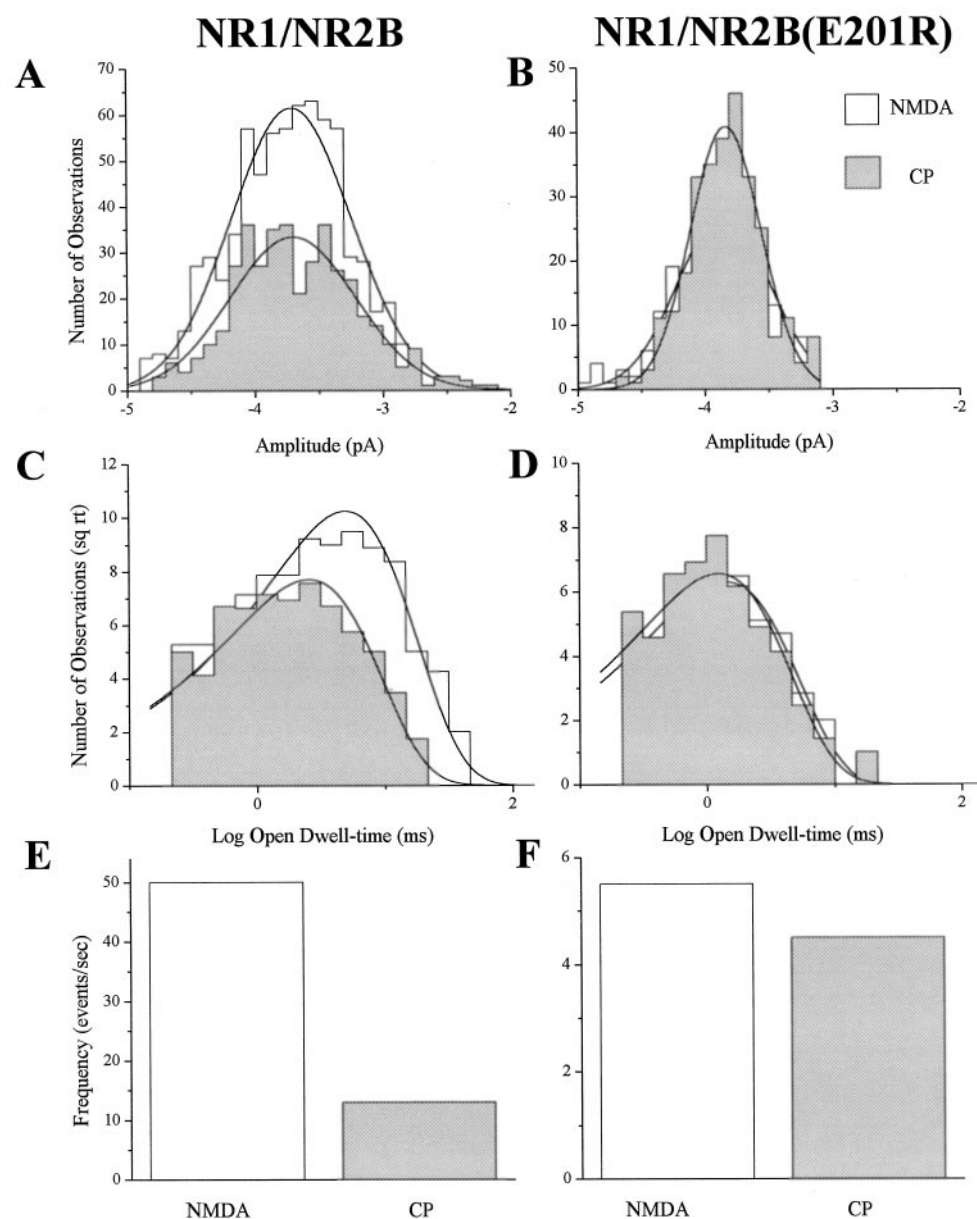 NR1/NR2B
NR1/NR2B(E201R)
A
70
60
50
40
30
20
10
0
Number of Observations
-5
-4
-3
-2
Amplitude (pA)
B
50
40
30
20
10
0
-5
-4
-3
-2
Amplitude (pA)
NMDA
CP
C
12
10
8
6
4
2
0
Number of Observations (sq rt)
0
2
Log Open Dwell-time (ms)
D
10
8
6
4
2
0
0
2
Log Open Dwell-time (ms)
E
50
40
30
20
10
0
Frequency (events/sec)
NMDA
CP
F
6
4
2
0
NMDA
CP